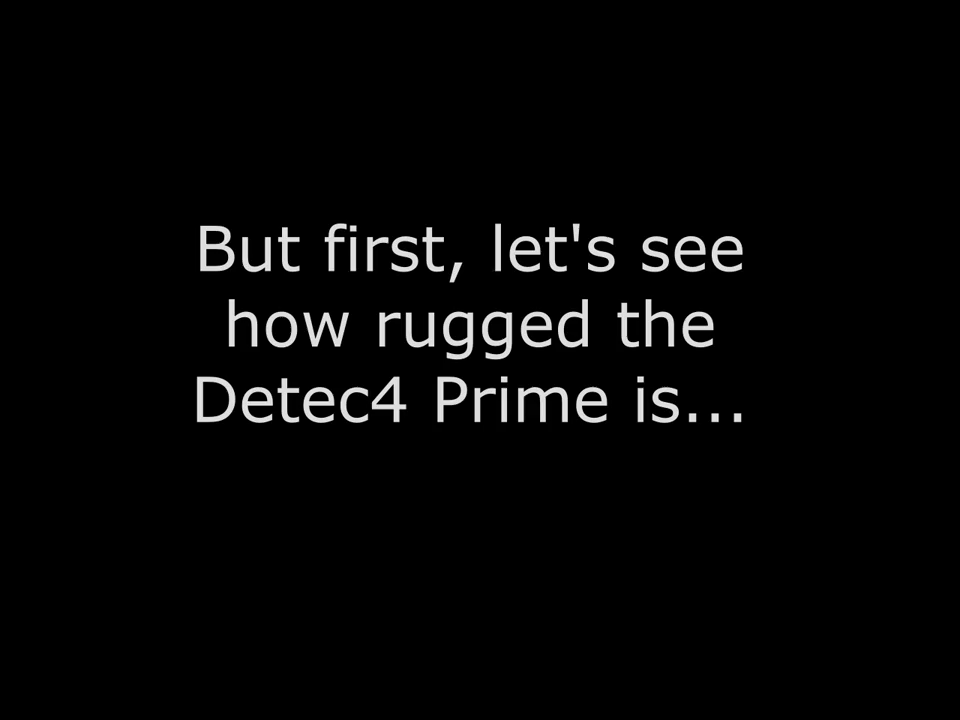 But first, let's see
how rugged the
Detec4 Prime is...